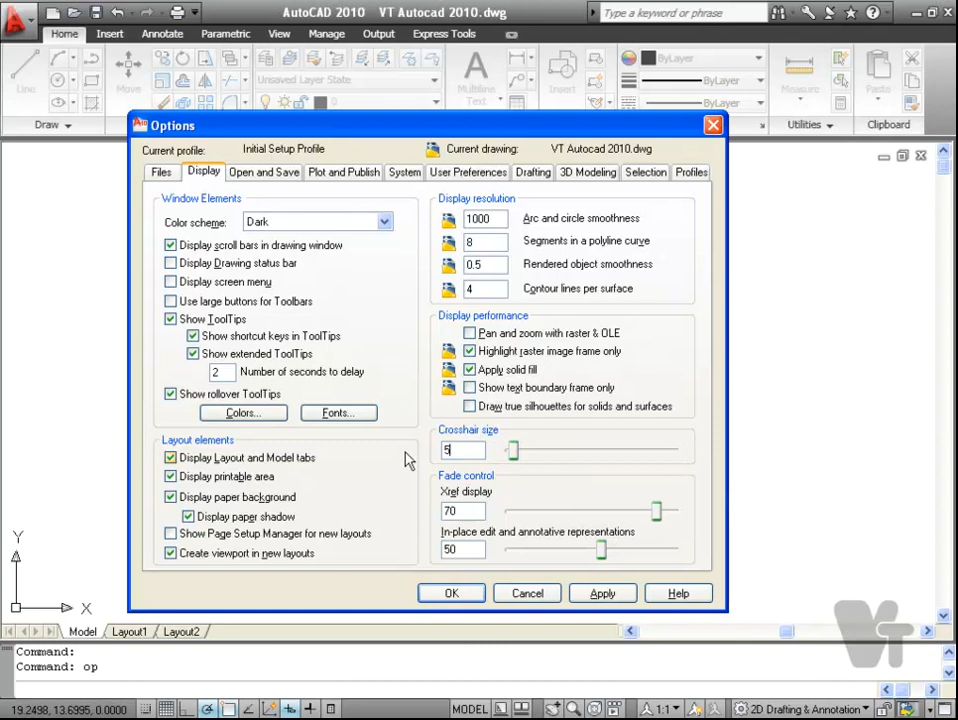 AutoCAD 2010 VT Autocad 2010.dwg
Type a keyword or phrase
Home Insert Annotate Parametric View Manage Output Express Tools
Line Move Unsaved Layer State Multiline Text Insert ByLayer ByLayer ByLayer Measure Paste
Draw Utilities Clipboard
Options
Current profile: Initial Setup Profile Current drawing: VT Autocad 2010.dwg
Files Display Open and Save Plot and Publish System User Preferences Drafting 3D Modeling Selection Profiles
Window Elements
Color scheme: Dark
Display scroll bars in drawing window
Display Drawing status bar
Display screen menu
Use large buttons for Toolbars
Show ToolTips
Show shortcut keys in ToolTips
Show extended ToolTips
2 Number of seconds to delay
Show rollover ToolTips
Colors... Fonts...
Layout elements
Display Layout and Model tabs
Display printable area
Display paper background
Display paper shadow
Show Page Setup Manager for new layouts
Create viewport in new layouts
Display resolution
1000 Arc and circle smoothness
8 Segments in a polyline curve
0.5 Rendered object smoothness
4 Contour lines per surface
Display performance
Pan and zoom with raster & OLE
Highlight raster image frame only
Apply solid fill
Show text boundary frame only
Draw true silhouettes for solids and surfaces
Crosshair size
5
Fade control
Xref display
70
In-place edit and annotative representations
50
OK Cancel Apply Help
Y
X
Model Layout1 Layout2
VT
Command:
Command: op
19.2498, 13.6995, 0.0000 MODEL 1:1 2D Drafting & Annotation